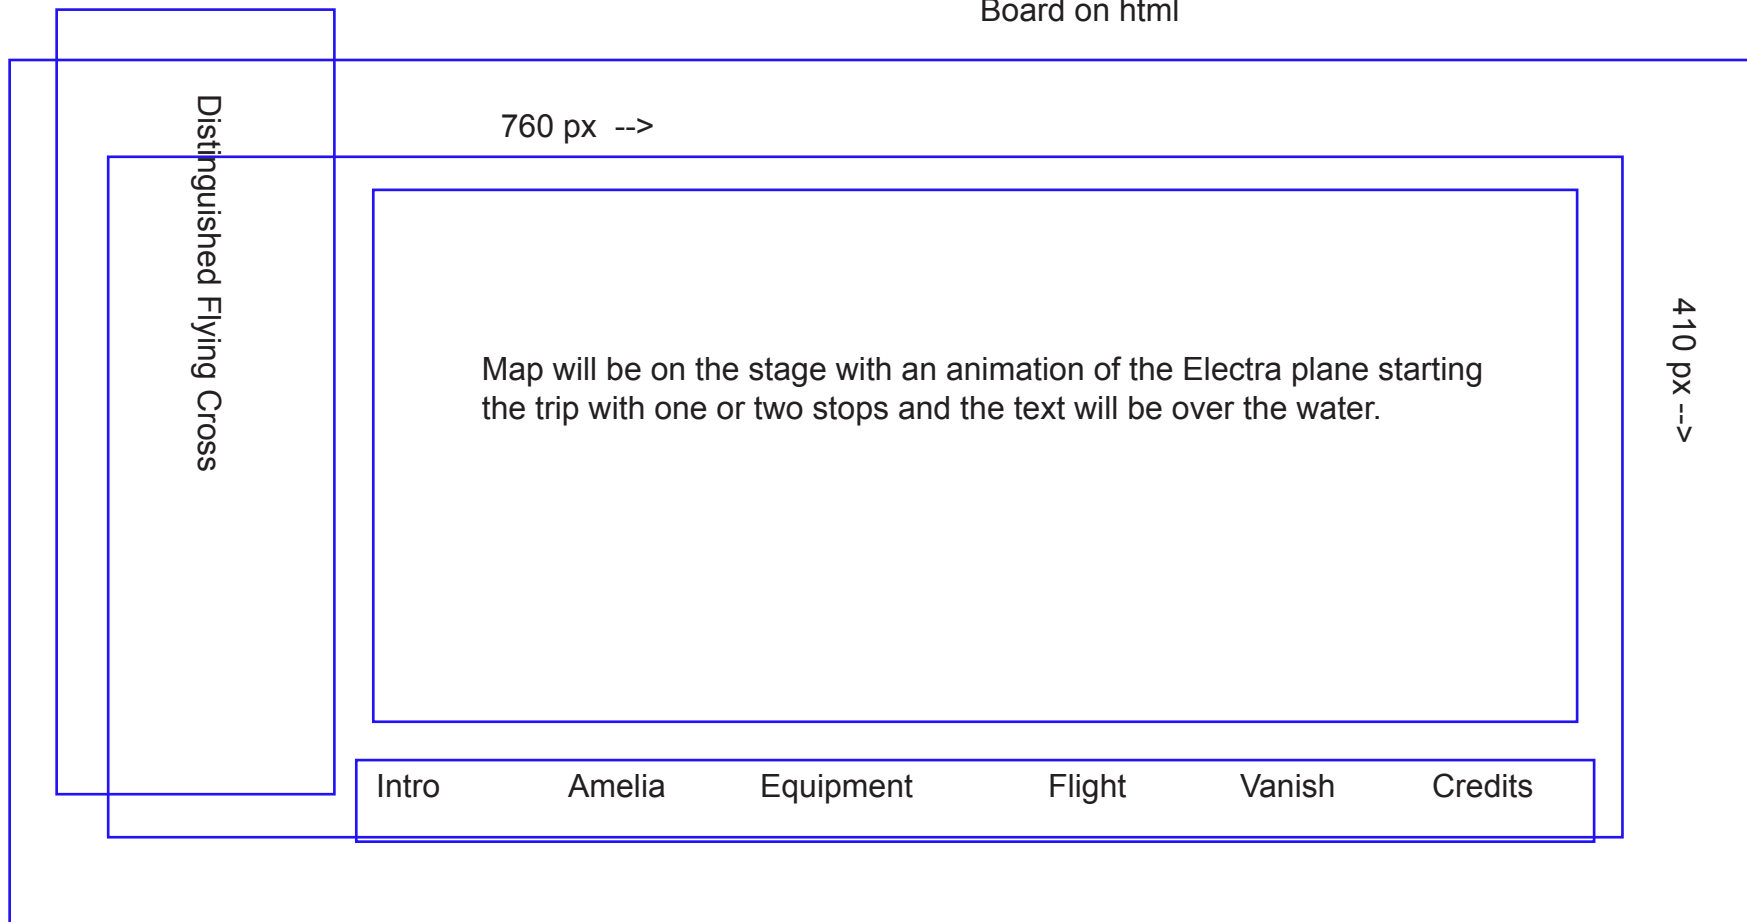 Board on html
760 px -->
Distinguished Flying Cross
Map will be on the stage with an animation of the Electra plane starting
the trip with one or two stops and the text will be over the water.
410 px -->
Intro Amelia Equipment Flight Vanish Credits